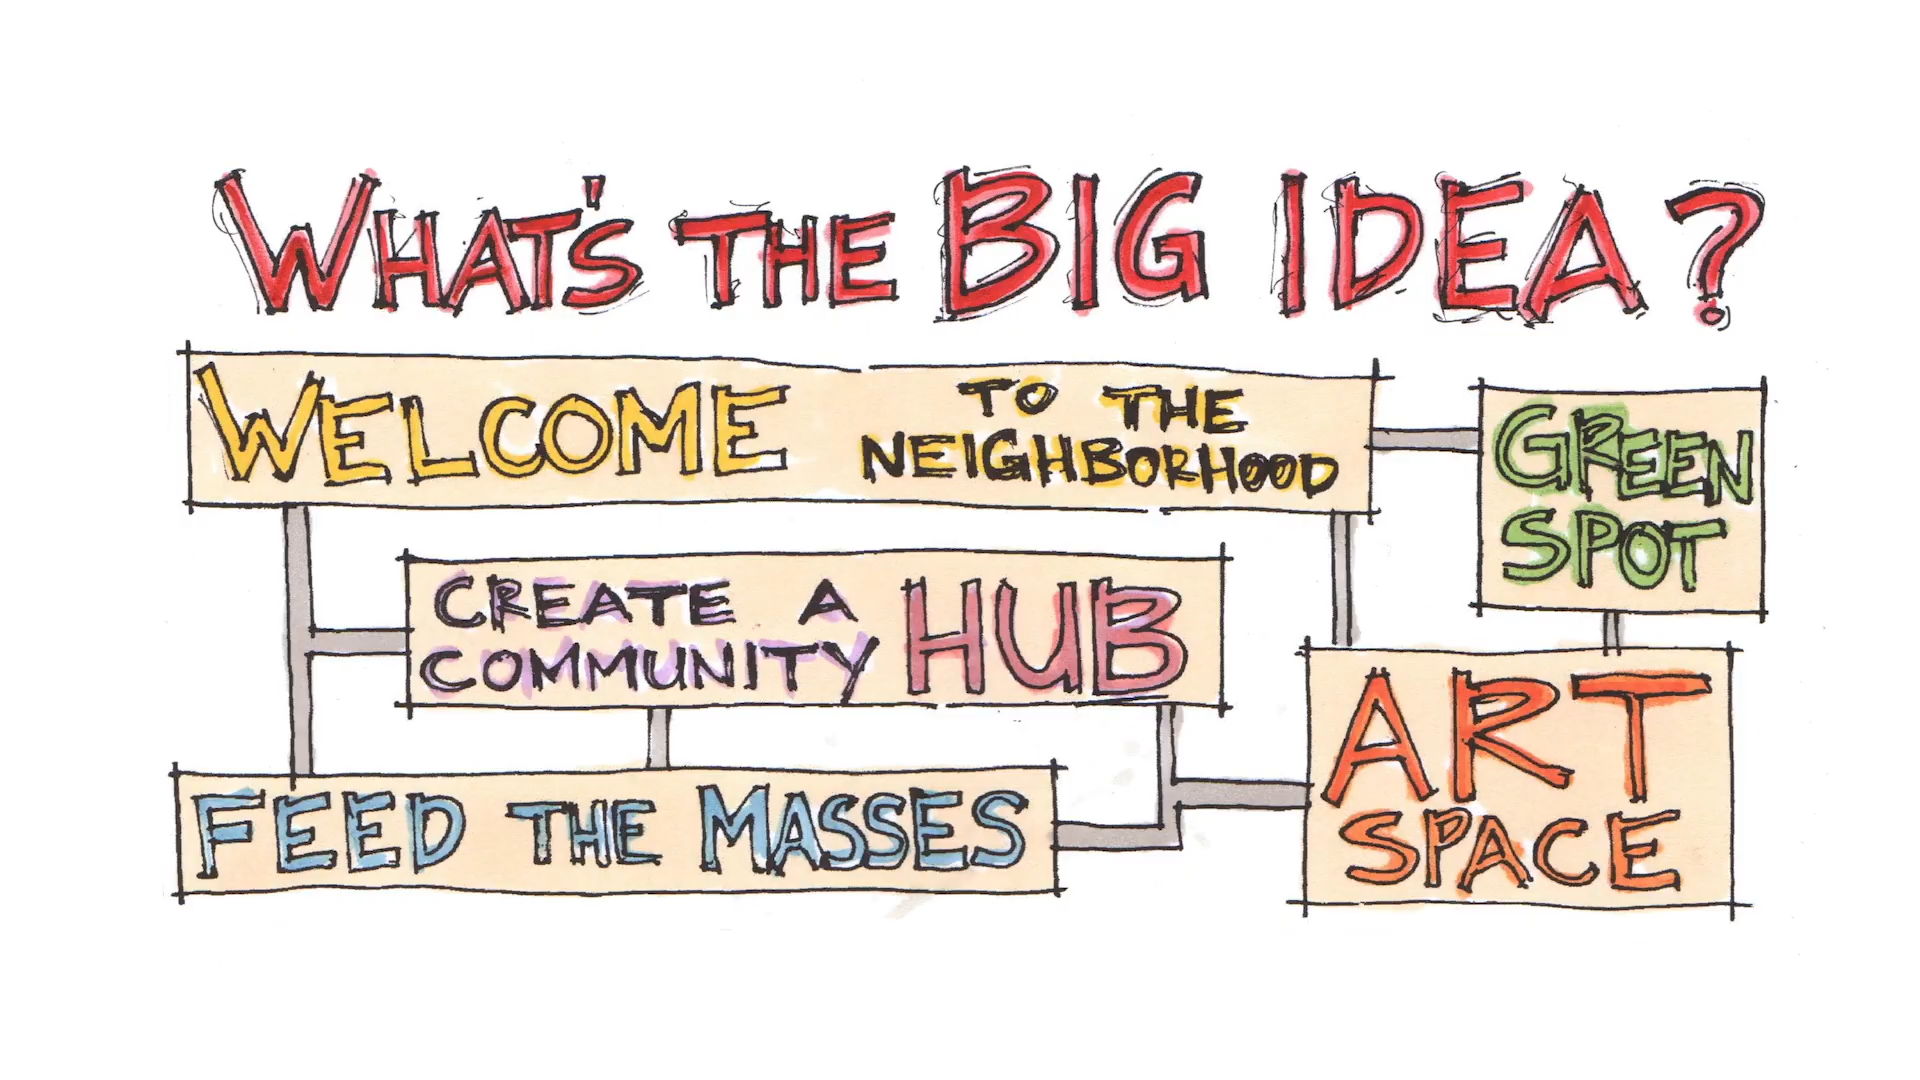 WHAT'S THE BIG IDEA?
WELCOME TO THE
NEIGHBORHOOD
GREEN
SPOT
CREATE A
COMMUNITY HUB
ART
SPACE
FEED THE MASSES